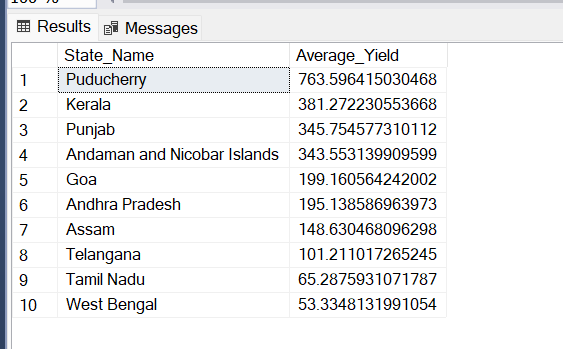 Results Messages
State_Name Average_Yield
1 Puducherry 763.596415030468
2 Kerala 381.272230553668
3 Punjab 345.754577310112
4 Andaman and Nicobar Islands 343.553139909599
5 Goa 199.160564242002
6 Andhra Pradesh 195.138586963973
7 Assam 148.630468096298
8 Telangana 101.211017265245
9 Tamil Nadu 65.2875931071787
10 West Bengal 53.3348131991054